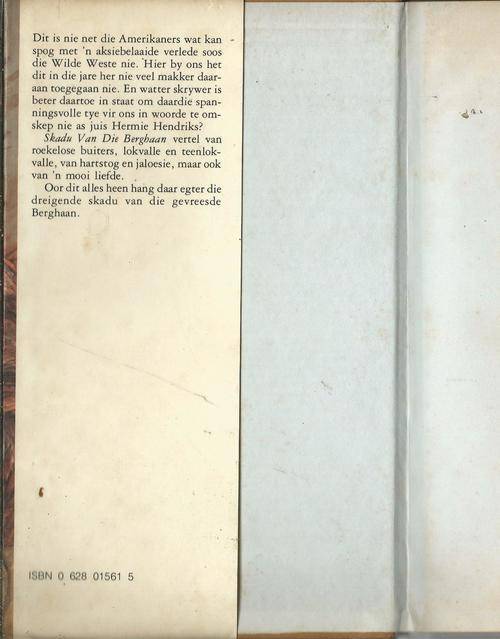 Dit is nie net die Amerikaners wat kan
spog met 'n aksiebelaaide verlede soos
die Wilde Weste nie. Hier by ons het
dit in die jare her nie veel makker daar-
aan toegegaan nie. En watter skrywer is
beter daartoe in staat om daardie span-
ningsvolle tye vir ons in woorde te om-
skep nie as juis Hermie Hendriks?
Skadu Van Die Berghaan vertel van
roekelose buiters, lokvalle en teenlok-
valle, van hartstog en jaloesie, maar ook
van 'n mooi liefde.
Oor dit alles heen hang daar egter die
dreigende skadu van die gevreesde
Berghaan.
ISBN 0 628 01561 5